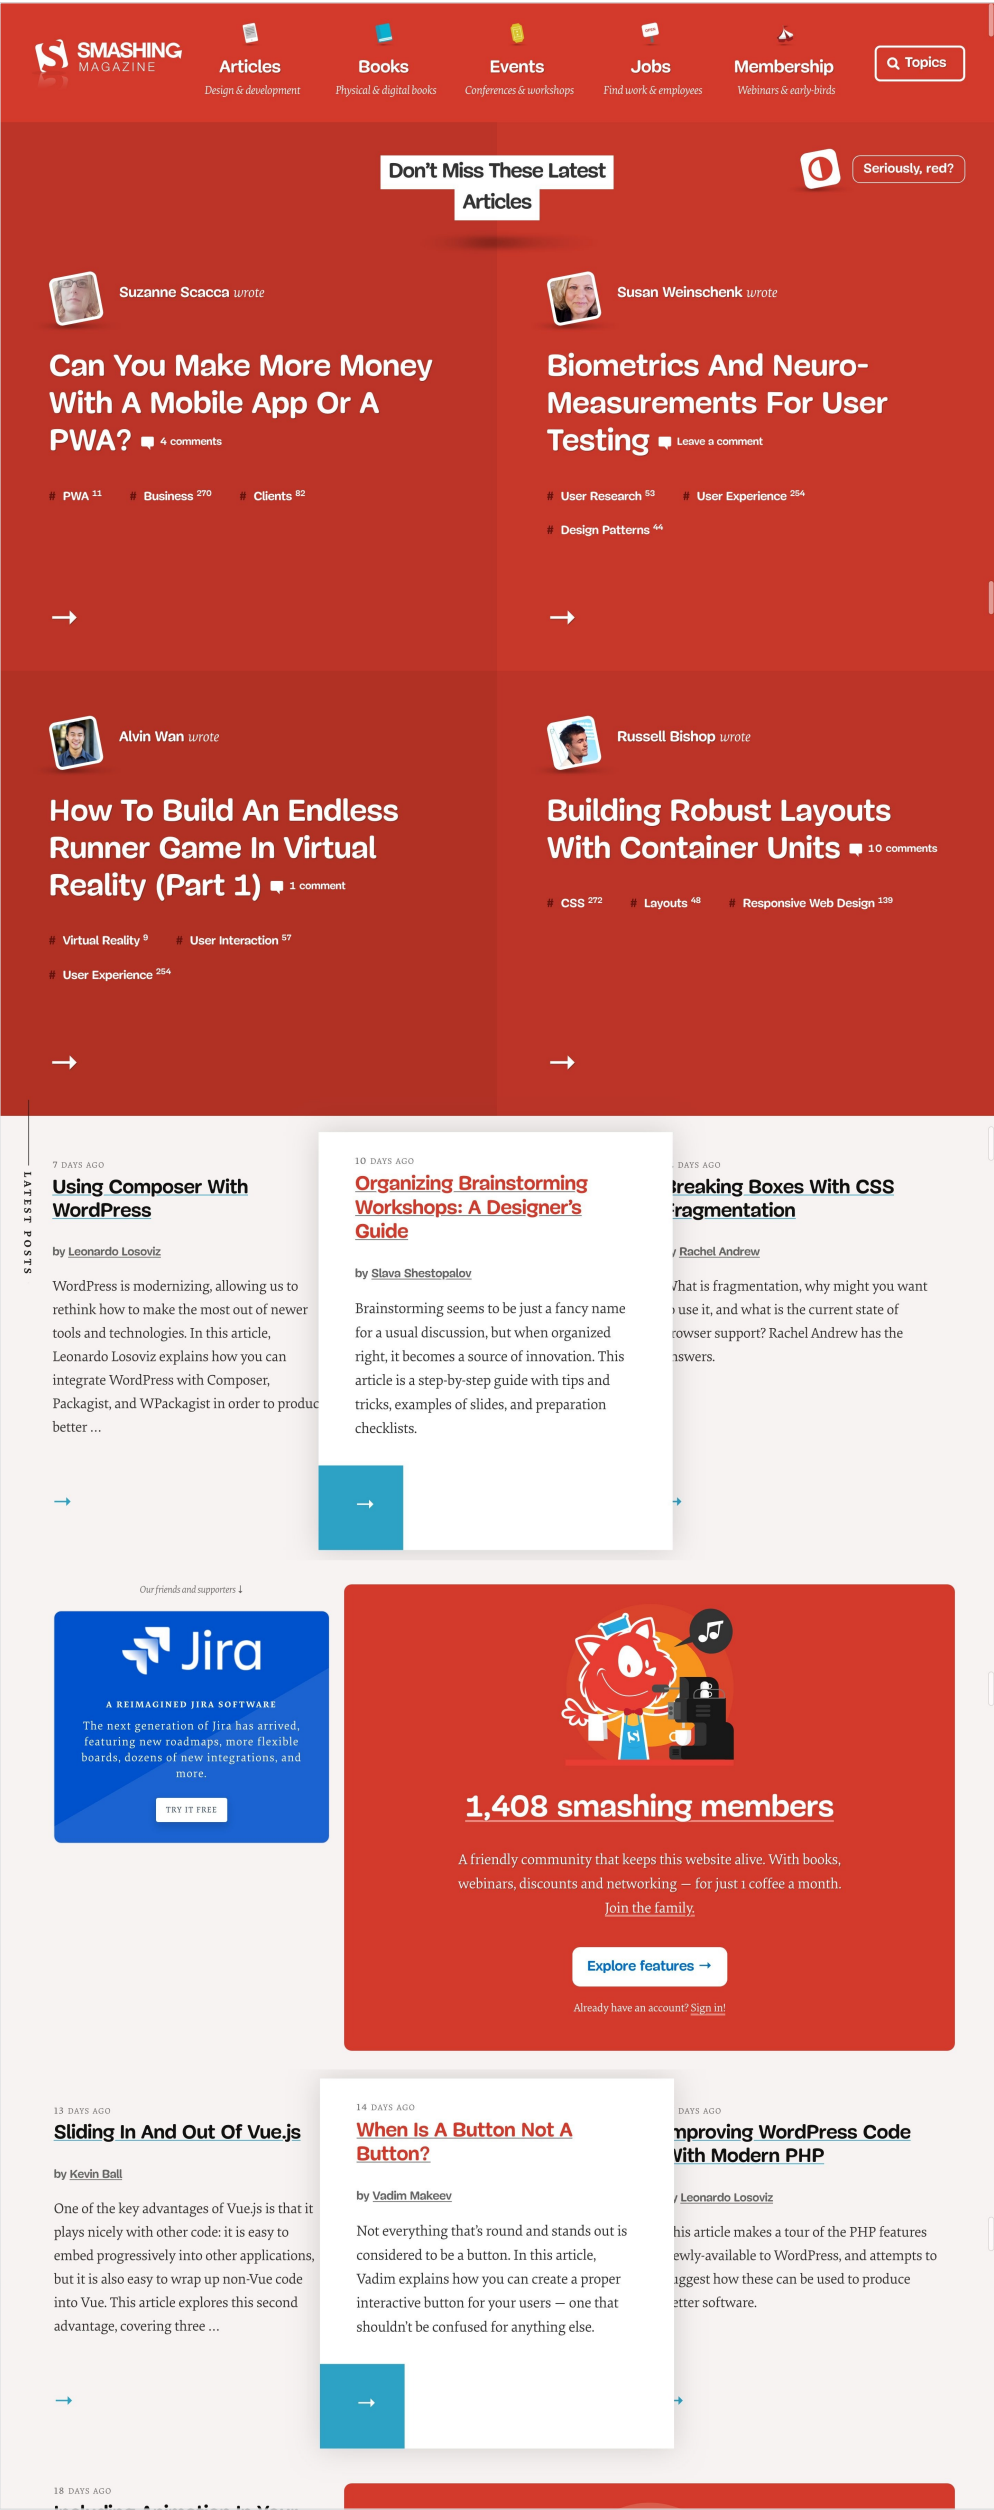 SMASHING
MAGAZINE
Articles
Design & development
Books
Physical & digital books
Events
Conferences & workshops
OPEN
Jobs
Find work & employees
Membership
Webinars & early-birds
Topics
Don't Miss These Latest
Articles
Seriously, red?
Suzanne Scacca wrote
Can You Make More Money
With A Mobile App Or A
PWA? 4 comments
# PWA 11 # Business 270 # Clients 82
→
Susan Weinschenk wrote
Biometrics And Neuro-
Measurements For User
Testing Leave a comment
# User Research 53 # User Experience 254
# Design Patterns 44
→
Alvin Wan wrote
How To Build An Endless
Runner Game In Virtual
Reality (Part 1) 1 comment
# Virtual Reality 9 # User Interaction 57
# User Experience 254
→
Russell Bishop wrote
Building Robust Layouts
With Container Units 10 comments
# CSS 272 # Layouts 48 # Responsive Web Design 139
→
LATEST POSTS
7 DAYS AGO
Using Composer With
WordPress
by Leonardo Losoviz
WordPress is modernizing, allowing us to
rethink how to make the most out of newer
tools and technologies. In this article,
Leonardo Losoviz explains how you can
integrate WordPress with Composer,
Packagist, and WPackagist in order to produc
better …
→
10 DAYS AGO
Organizing Brainstorming
Workshops: A Designer's
Guide
by Slava Shestopalov
Brainstorming seems to be just a fancy name
for a usual discussion, but when organized
right, it becomes a source of innovation. This
article is a step-by-step guide with tips and
tricks, examples of slides, and preparation
checklists.
→
DAYS AGO
Breaking Boxes With CSS
Fragmentation
Rachel Andrew
What is fragmentation, why might you want
use it, and what is the current state of
rowser support? Rachel Andrew has the
nswers.
→
Our friends and supporters ↓
Jira
A REIMAGINED JIRA SOFTWARE
The next generation of Jira has arrived,
featuring new roadmaps, more flexible
boards, dozens of new integrations, and
more.
TRY IT FREE
1,408 smashing members
A friendly community that keeps this website alive. With books,
webinars, discounts and networking — for just 1 coffee a month.
Join the family.
Explore features →
Already have an account? Sign in!
13 DAYS AGO
Sliding In And Out Of Vue.js
by Kevin Ball
One of the key advantages of Vue.js is that it
plays nicely with other code: it is easy to
embed progressively into other applications,
but it is also easy to wrap up non-Vue code
into Vue. This article explores this second
advantage, covering three …
→
14 DAYS AGO
When Is A Button Not A
Button?
by Vadim Makeev
Not everything that's round and stands out is
considered to be a button. In this article,
Vadim explains how you can create a proper
interactive button for your users — one that
shouldn't be confused for anything else.
→
DAYS AGO
mproving WordPress Code
With Modern PHP
Leonardo Losoviz
his article makes a tour of the PHP features
ewly-available to WordPress, and attempts to
uggest how these can be used to produce
etter software.
→
18 DAYS AGO
Including Animation In Your